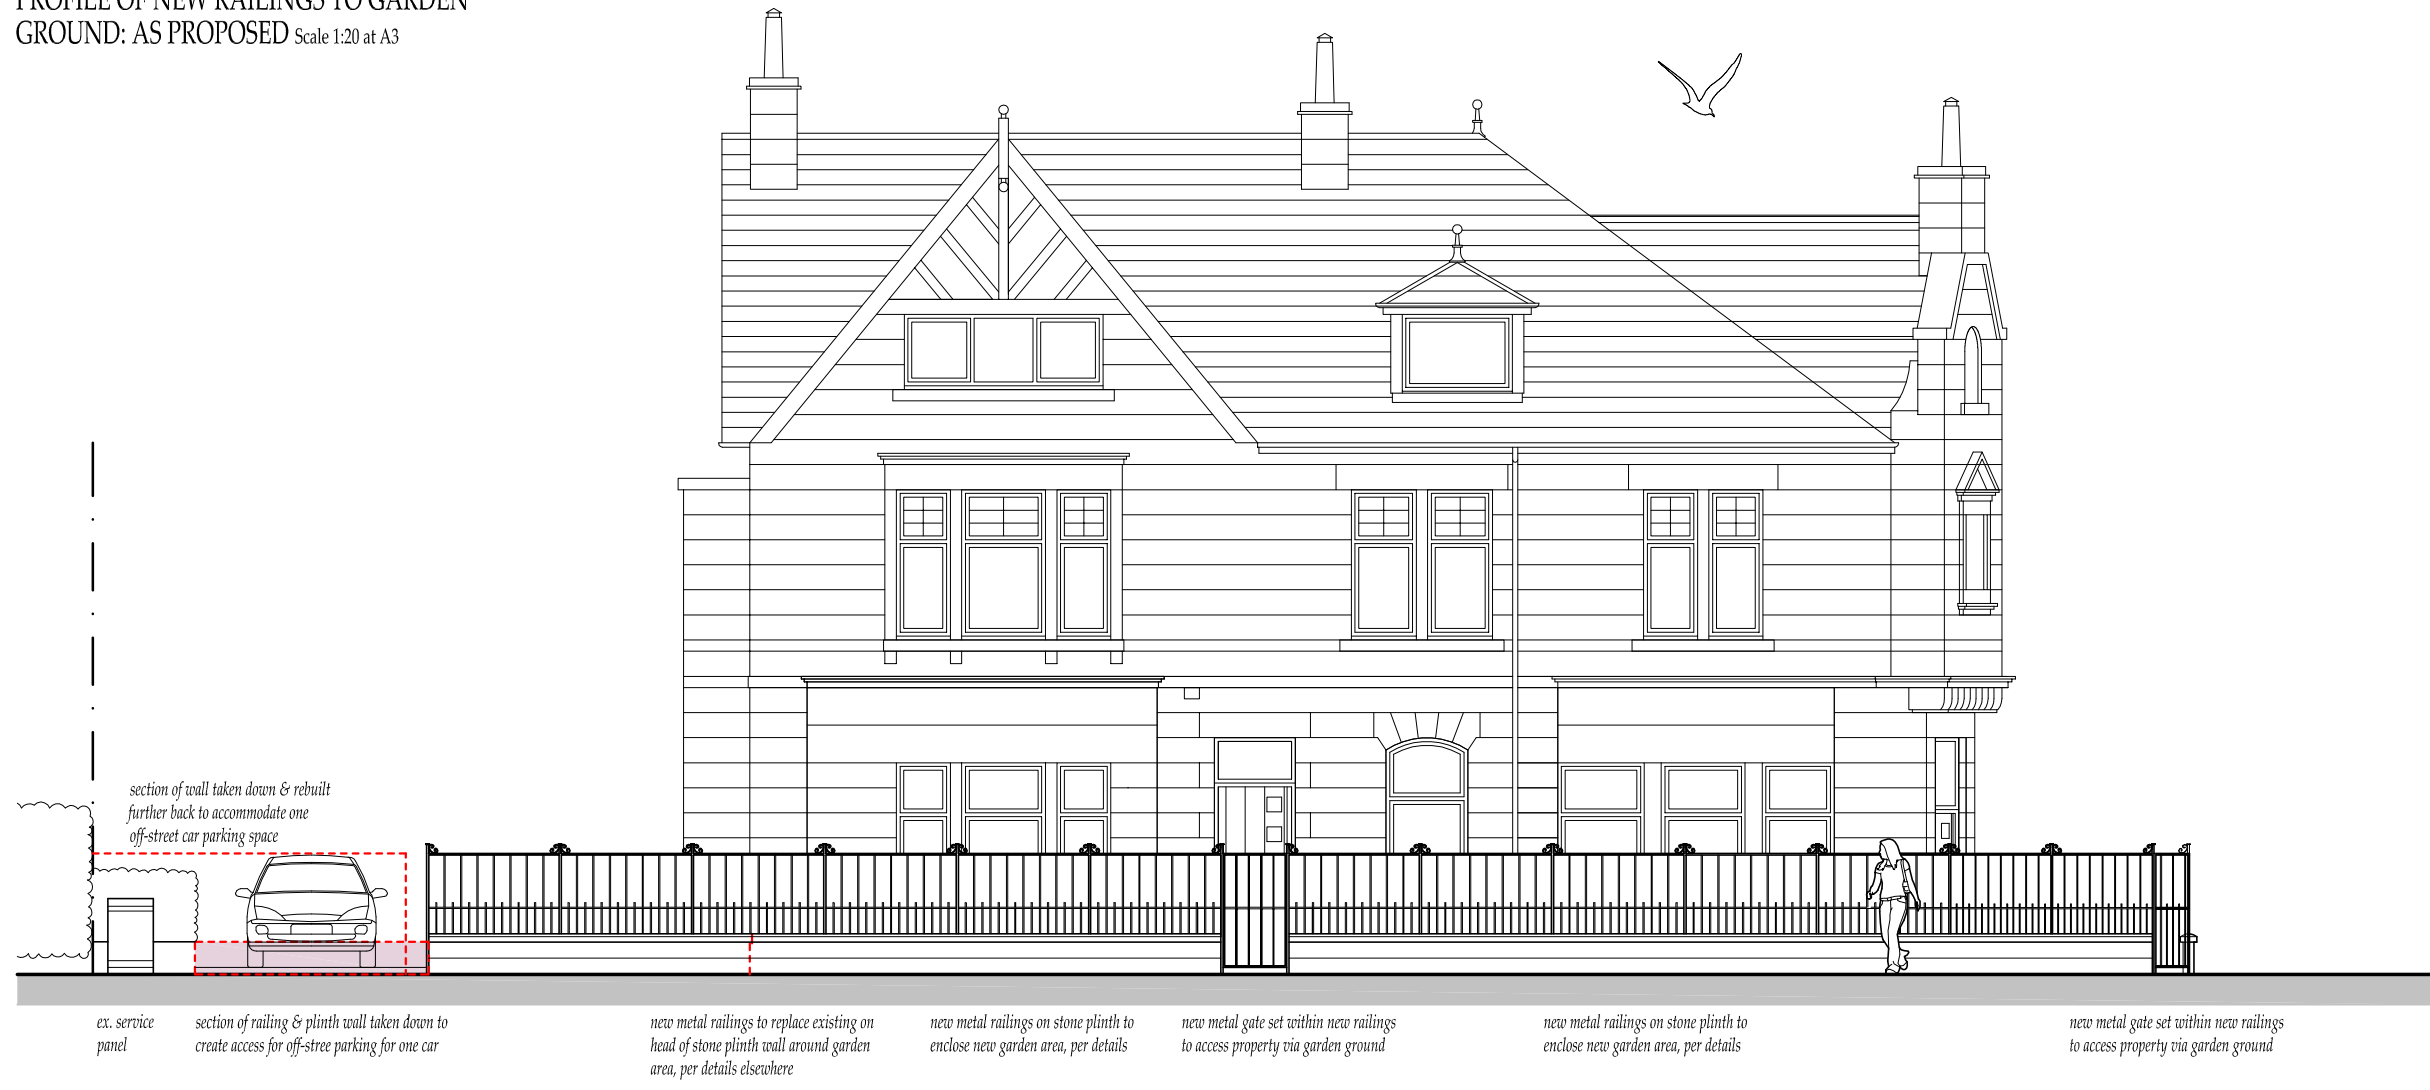 PROFILE OF NEW RAILINGS TO GARDEN
GROUND: AS PROPOSED Scale 1:20 at A3
section of wall taken down & rebuilt
further back to accommodate one
off-street car parking space
ex. service
panel
section of railing & plinth wall taken down to
create access for off-stree parking for one car
new metal railings to replace existing on
head of stone plinth wall around garden
area, per details elsewhere
new metal railings on stone plinth to
enclose new garden area, per details
new metal gate set within new railings
to access property via garden ground
new metal railings on stone plinth to
enclose new garden area, per details
new metal gate set within new railings
to access property via garden ground